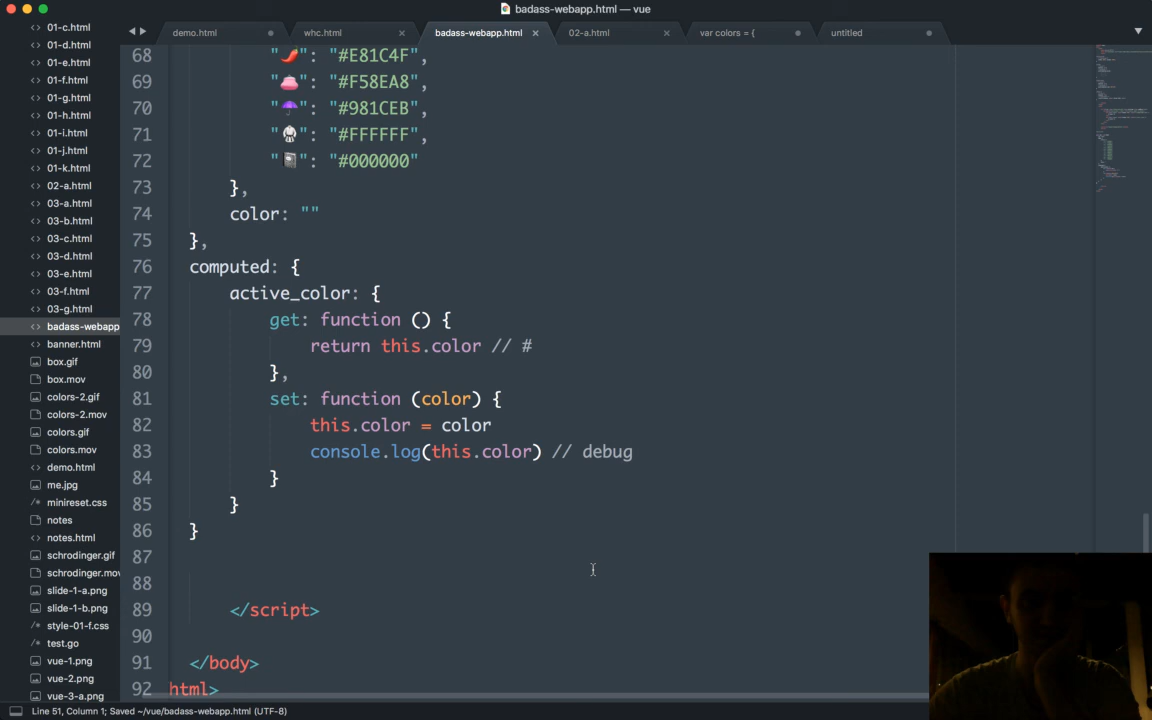 badass-webapp.html — vue
demo.html
whc.html
badass-webapp.html
02-a.html
var colors = {
untitled
01-c.html
01-d.html
01-e.html
01-f.html
01-g.html
01-h.html
01-i.html
01-j.html
01-k.html
02-a.html
03-a.html
03-b.html
03-c.html
03-d.html
03-e.html
03-f.html
03-g.html
badass-webapp
banner.html
box.gif
box.mov
colors-2.gif
colors-2.mov
colors.gif
colors.mov
demo.html
me.jpg
minireset.css
notes
notes.html
schrodinger.gif
schrodinger.mov
slide-1-a.png
slide-1-b.png
style-01-f.css
test.go
vue-1.png
vue-2.png
vue-3-a.png
68 "🌶": "#E81C4F",
69 "👛": "#F58EA8",
70 "☂": "#981CEB",
71 "🥋": "#FFFFFF",
72 "📓": "#000000"
73 },
74 color: ""
75 },
76 computed: {
77 active_color: {
78 get: function () {
79 return this.color // #
80 },
81 set: function (color) {
82 this.color = color
83 console.log(this.color) // debug
84 }
85 }
86 }
87
88
89 </script>
90
91 </body>
92 html>
Line 51, Column 1; Saved ~/vue/badass-webapp.html (UTF-8)